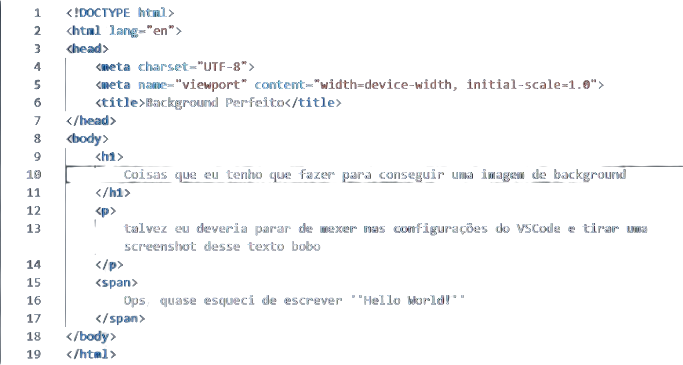 1 <!DOCTYPE html>
2 <html lang="en">
3 <head>
4 <meta charset="UTF-8">
5 <meta name="viewport" content="width=device-width, initial-scale=1.0">
6 <title>Background Perfeito</title>
7 </head>
8 <body>
9 <h1>
10 Coisas que eu tenho que fazer para conseguir uma imagem de background
11 </h1>
12 <p>
13 talvez eu deveria parar de mexer nas configurações do VSCode e tirar uma
screenshot desse texto bobo
14 </p>
15 <span>
16 Ops, quase esqueci de escrever ''Hello World!''
17 </span>
18 </body>
19 </html>